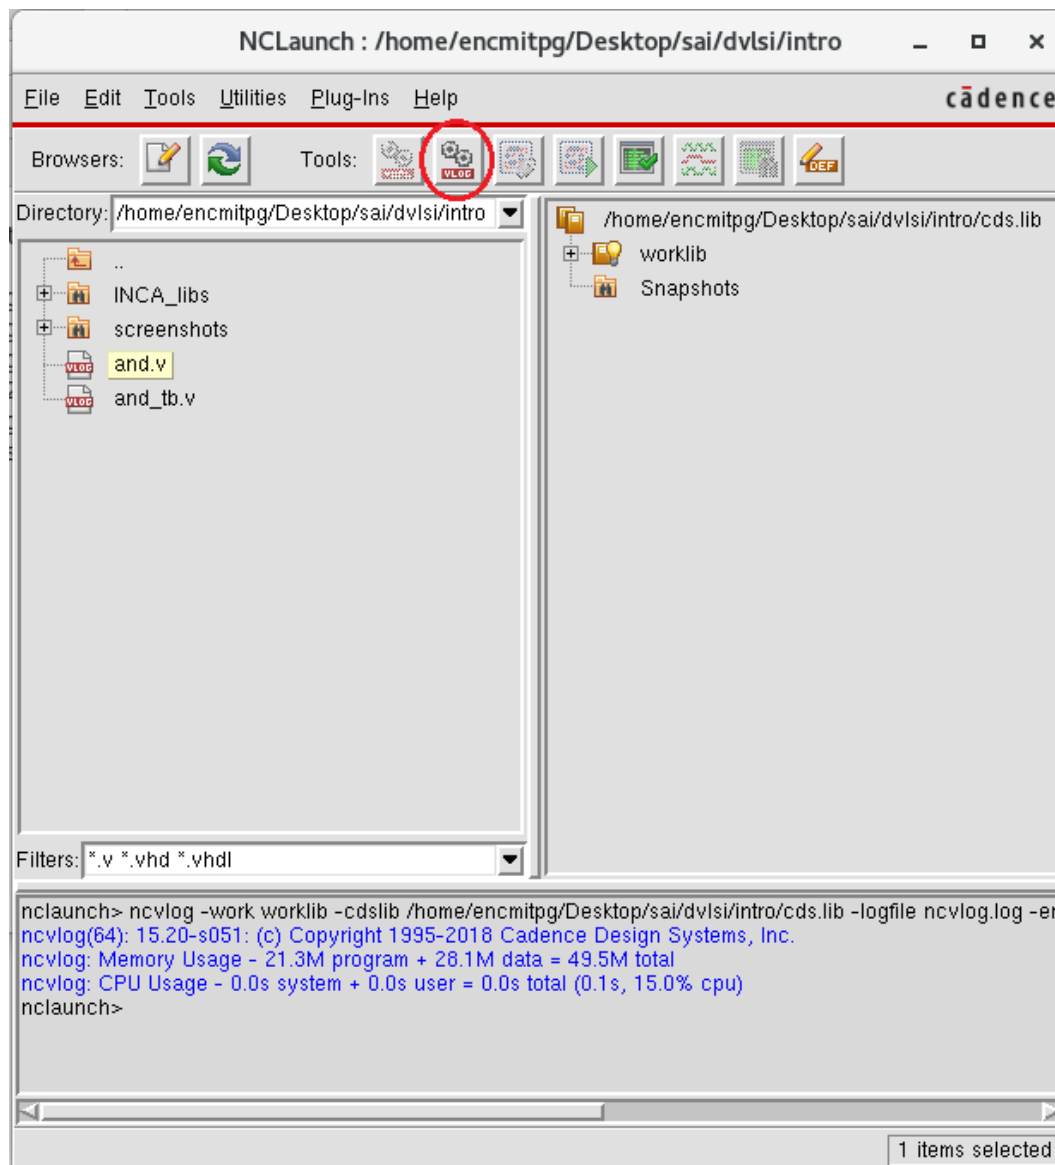 NCLaunch : /home/encmitpg/Desktop/sai/dvlsi/intro
File Edit Tools Utilities Plug-Ins Help cādence
Browsers: Tools: VLOG DEF
Directory: /home/encmitpg/Desktop/sai/dvlsi/intro
..
INCA_libs
screenshots
VLOG and.v
VLOG and_tb.v
Filters: *.v *.vhd *.vhdl
/home/encmitpg/Desktop/sai/dvlsi/intro/cds.lib
worklib
Snapshots
nclaunch> ncvlog -work worklib -cdslib /home/encmitpg/Desktop/sai/dvlsi/intro/cds.lib -logfile ncvlog.log -er
ncvlog(64): 15.20-s051: (c) Copyright 1995-2018 Cadence Design Systems, Inc.
ncvlog: Memory Usage - 21.3M program + 28.1M data = 49.5M total
ncvlog: CPU Usage - 0.0s system + 0.0s user = 0.0s total (0.1s, 15.0% cpu)
nclaunch>
1 items selected